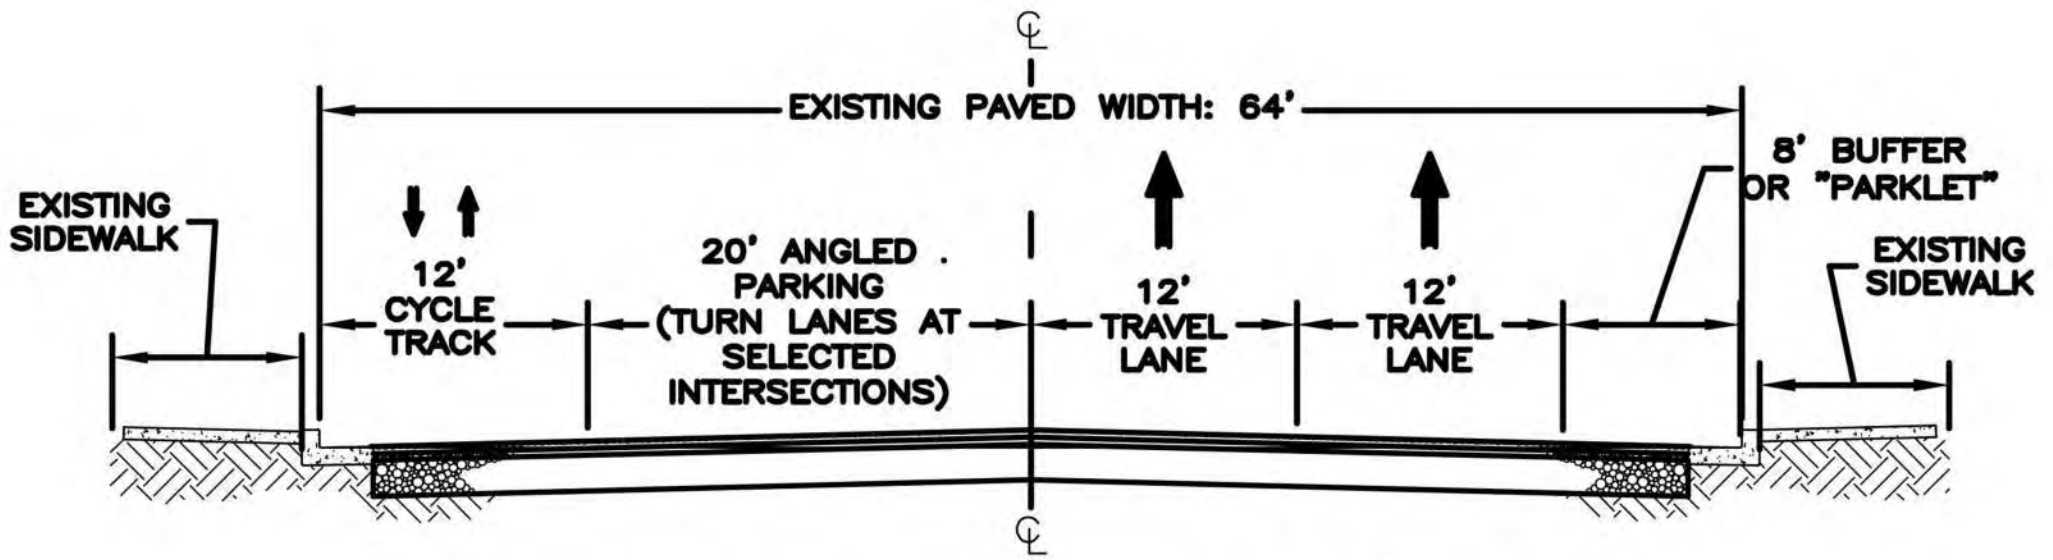 ℄
EXISTING PAVED WIDTH: 64'
8' BUFFER
OR "PARKLET"
EXISTING
SIDEWALK
12'
CYCLE
TRACK
20' ANGLED .
PARKING
(TURN LANES AT
SELECTED
INTERSECTIONS)
12'
TRAVEL
LANE
12'
TRAVEL
LANE
EXISTING
SIDEWALK
℄